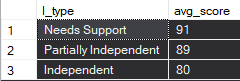 l_type avg_score
1 Needs Support 91
2 Partially Independent 89
3 Independent 80